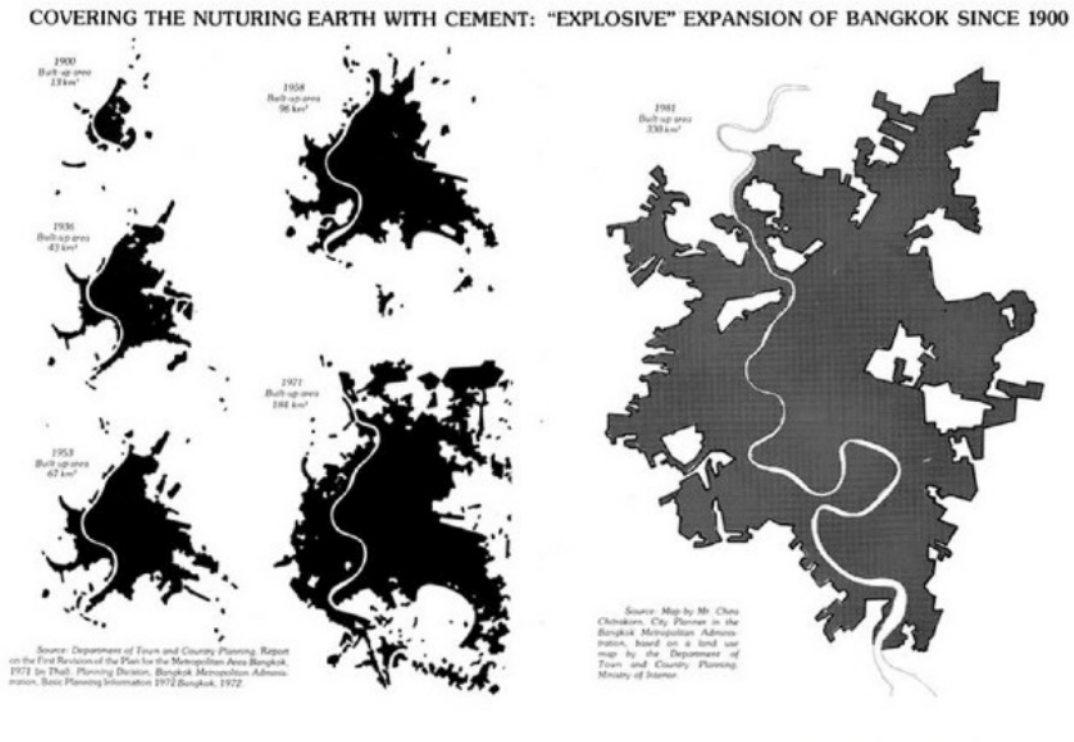 COVERING THE NUTURING EARTH WITH CEMENT: "EXPLOSIVE" EXPANSION OF BANGKOK SINCE 1900
1900
Built-up area
13 km²
1936
Built-up area
43 km²
1953
Built-up area
67 km²
1958
Built-up area
96 km²
1971
Built-up area
184 km²
1981
Built-up area
330 km²
Source: Department of Town and Country Planning. Report
on the First Revision of the Plan for the Metropolitan Area Bangkok,
1971 (in Thai). Planning Division, Bangkok Metropolitan Adminis-
tration, Basic Planning Information 1972 Bangkok, 1972.
Source: Map by Mr.
City Planner in the
Bangkok Metropolitan Adminis-
tration, based on a land use
map by the Department of
Town and Country Planning,
Ministry of Interior.